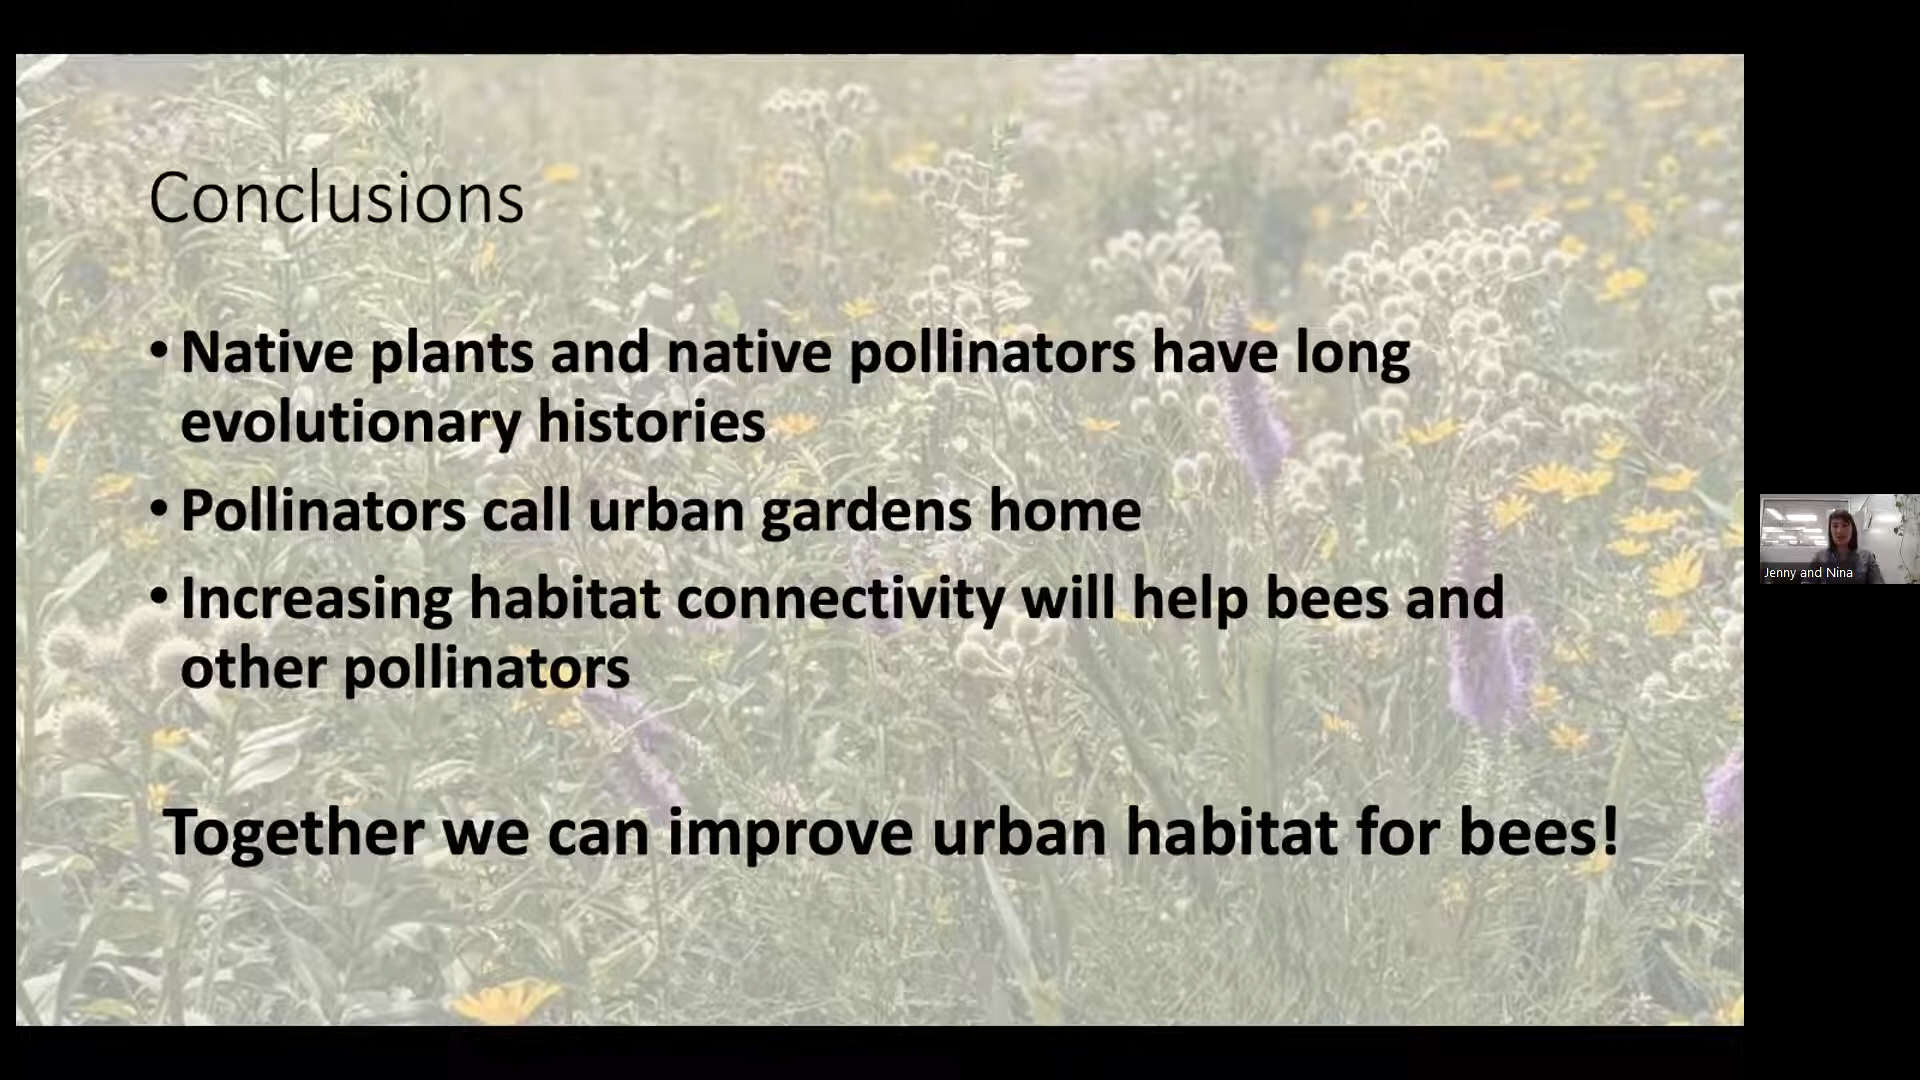 Conclusions
• Native plants and native pollinators have long
evolutionary histories
• Pollinators call urban gardens home
• Increasing habitat connectivity will help bees and
other pollinators
Together we can improve urban habitat for bees!
Jenny and Nina